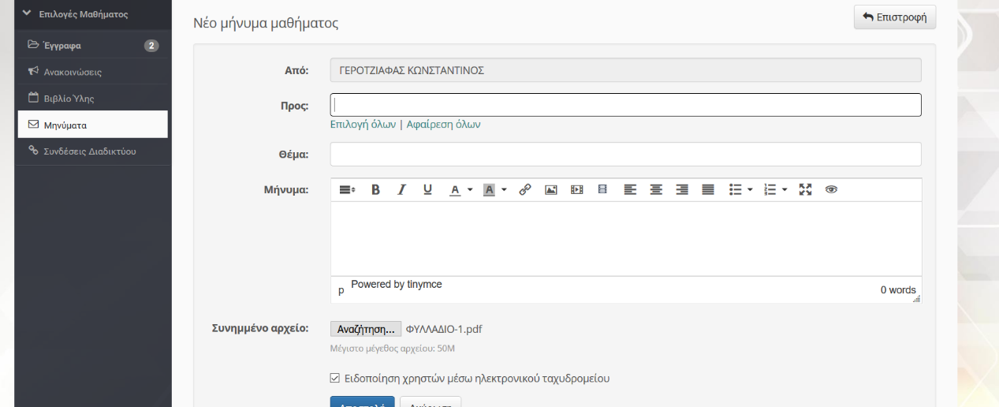 Επιλογές Μαθήματος
Έγγραφα 2
Ανακοινώσεις
Βιβλίο Ύλης
Μηνύματα
Συνδέσεις Διαδικτύου
Νέο μήνυμα μαθήματος
Επιστροφή
Από: ΓΕΡΟΤΖΙΑΦΑΣ ΚΩΝΣΤΑΝΤΙΝΟΣ
Προς:
Επιλογή όλων | Αφαίρεση όλων
Θέμα:
Μήνυμα:
B I U A A
p Powered by tinymce 0 words
Συνημμένο αρχείο: Αναζήτηση... ΦΥΛΛΑΔΙΟ-1.pdf
Μέγιστο μέγεθος αρχείου: 50M
Ειδοποίηση χρηστών μέσω ηλεκτρονικού ταχυδρομείου